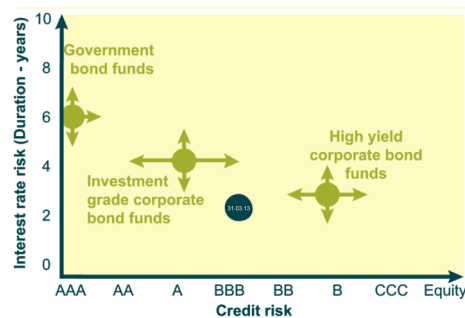 10
Government
bond funds
8
6
High yield
corporate bond
funds
4
Investment
grade corporate
bond funds
31.03.13
2
0
Interest rate risk (Duration - years)
AAA AA A BBB BB B CCC Equity
Credit risk